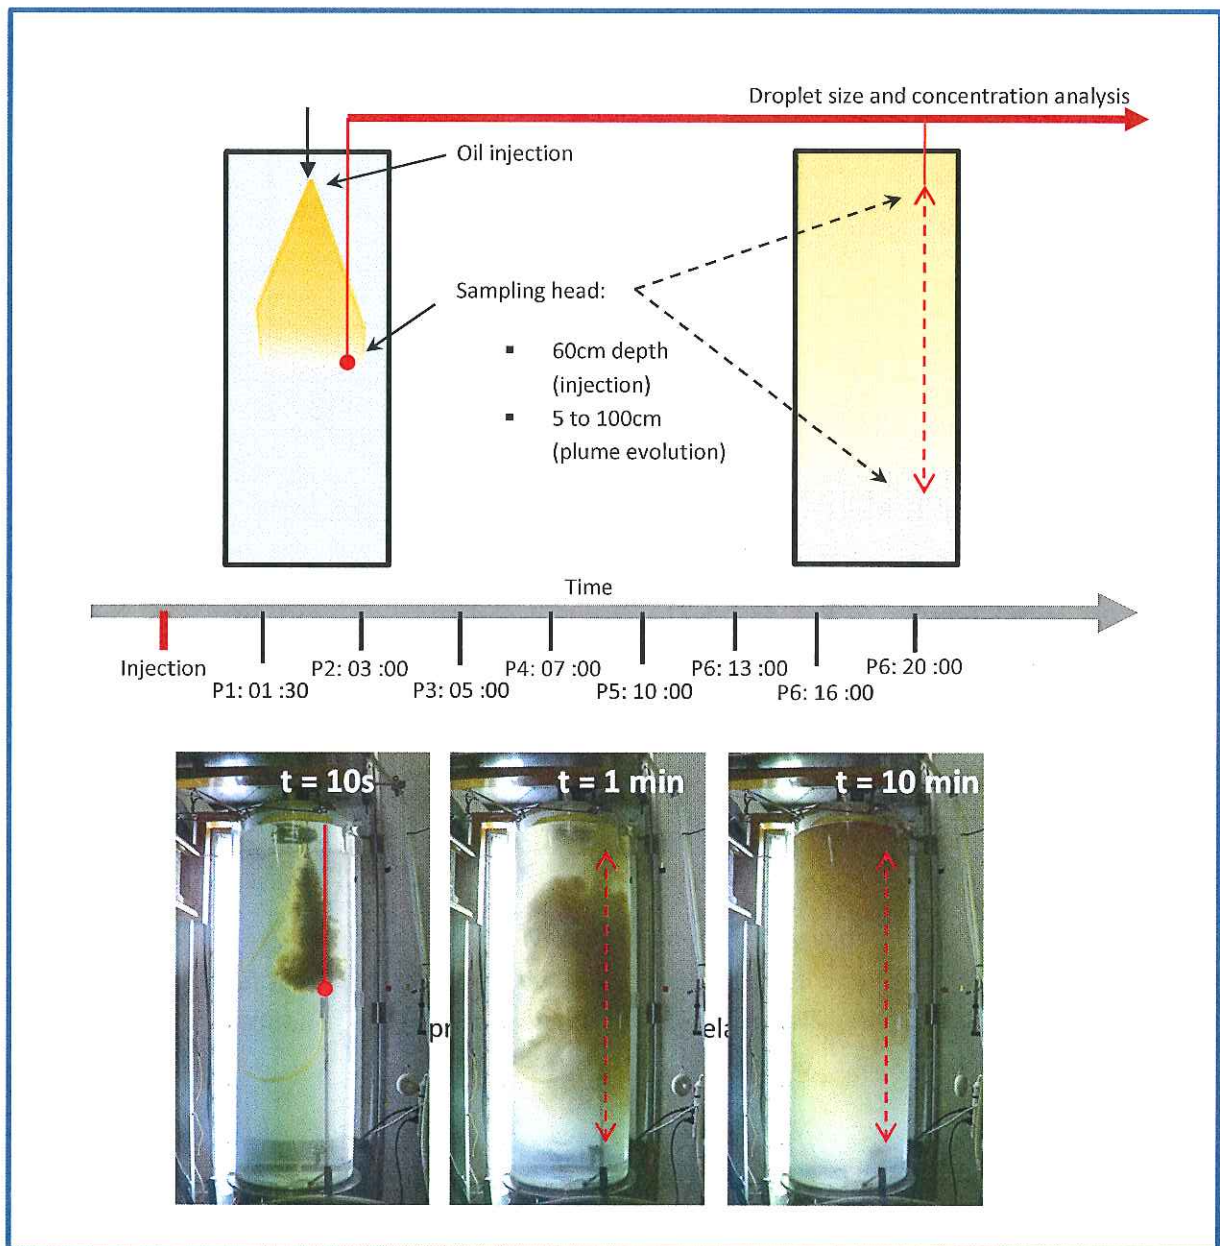 Droplet size and concentration analysis
Oil injection
Sampling head:
▪ 60cm depth
(injection)
▪ 5 to 100cm
(plume evolution)
Time
Injection
P1: 01 :30
P2: 03 :00
P3: 05 :00
P4: 07 :00
P5: 10 :00
P6: 13 :00
P6: 16 :00
P6: 20 :00
t = 10s
t = 1 min
t = 10 min